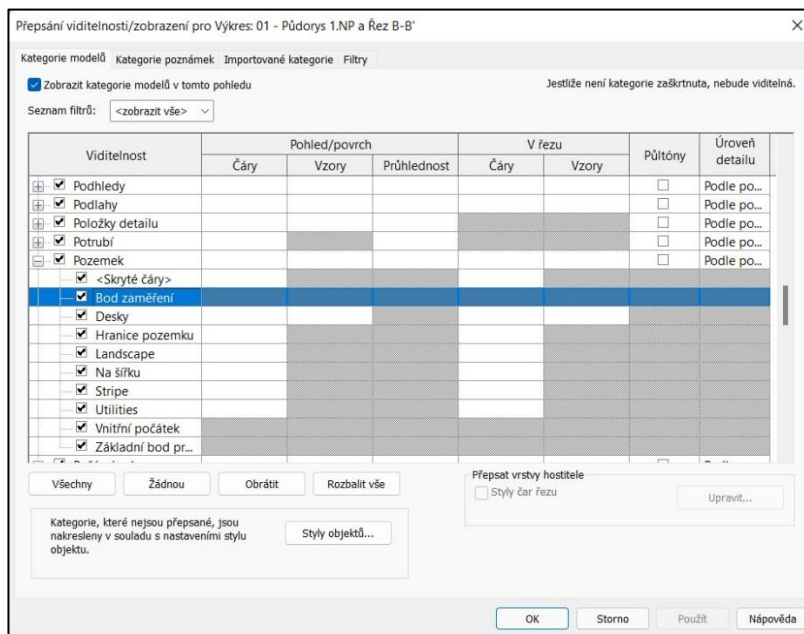 Přepsání viditelnosti/zobrazení pro Výkres: 01 - Půdorys 1.NP a Řez B-B'
Kategorie modelů Kategorie poznámek Importované kategorie Filtry
Zobrazit kategorie modelů v tomto pohledu Jestliže není kategorie zaškrtnuta, nebude viditelná.
Seznam filtrů: <zobrazit vše>
Viditelnost Pohled/povrch V řezu Půltóny Úroveň detailu
Čáry Vzory Průhlednost Čáry Vzory
Podhledy Podle po...
Podlahy Podle po...
Položky detailu Podle po...
Potrubí Podle po...
Pozemek Podle po...
<Skryté čáry>
Bod zaměření
Desky
Hranice pozemku
Landscape
Na šířku
Stripe
Utilities
Vnitřní počátek
Základní bod pr...
Všechny Žádnou Obrátit Rozbalit vše
Přepsat vrstvy hostitele
Styly čar řezu Upravit...
Kategorie, které nejsou přepsané, jsou
nakresleny v souladu s nastaveními stylu
objektu.
Styly objektů...
OK Storno Použít Nápověda